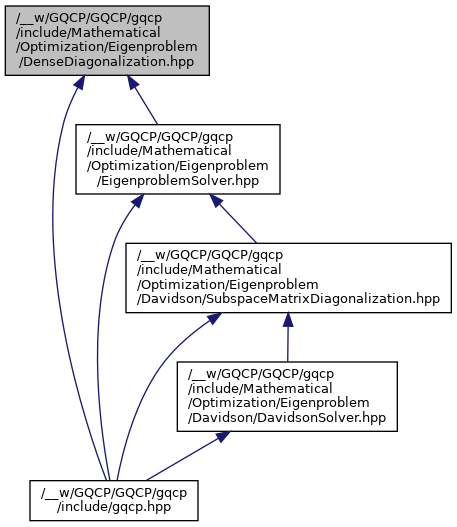 /__w/GQCP/GQCP/gqcp
/include/Mathematical
/Optimization/Eigenproblem
/DenseDiagonalization.hpp
/__w/GQCP/GQCP/gqcp
/include/Mathematical
/Optimization/Eigenproblem
/EigenproblemSolver.hpp
/__w/GQCP/GQCP/gqcp
/include/Mathematical
/Optimization/Eigenproblem
/Davidson/SubspaceMatrixDiagonalization.hpp
/__w/GQCP/GQCP/gqcp
/include/Mathematical
/Optimization/Eigenproblem
/Davidson/DavidsonSolver.hpp
/__w/GQCP/GQCP/gqcp
/include/gqcp.hpp